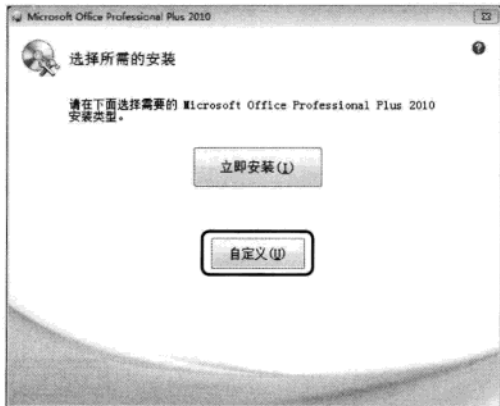 Microsoft Office Professional Plus 2010
选择所需的安装
请在下面选择需要的 Microsoft Office Professional Plus 2010
安装类型。
立即安装(I)
自定义(U)